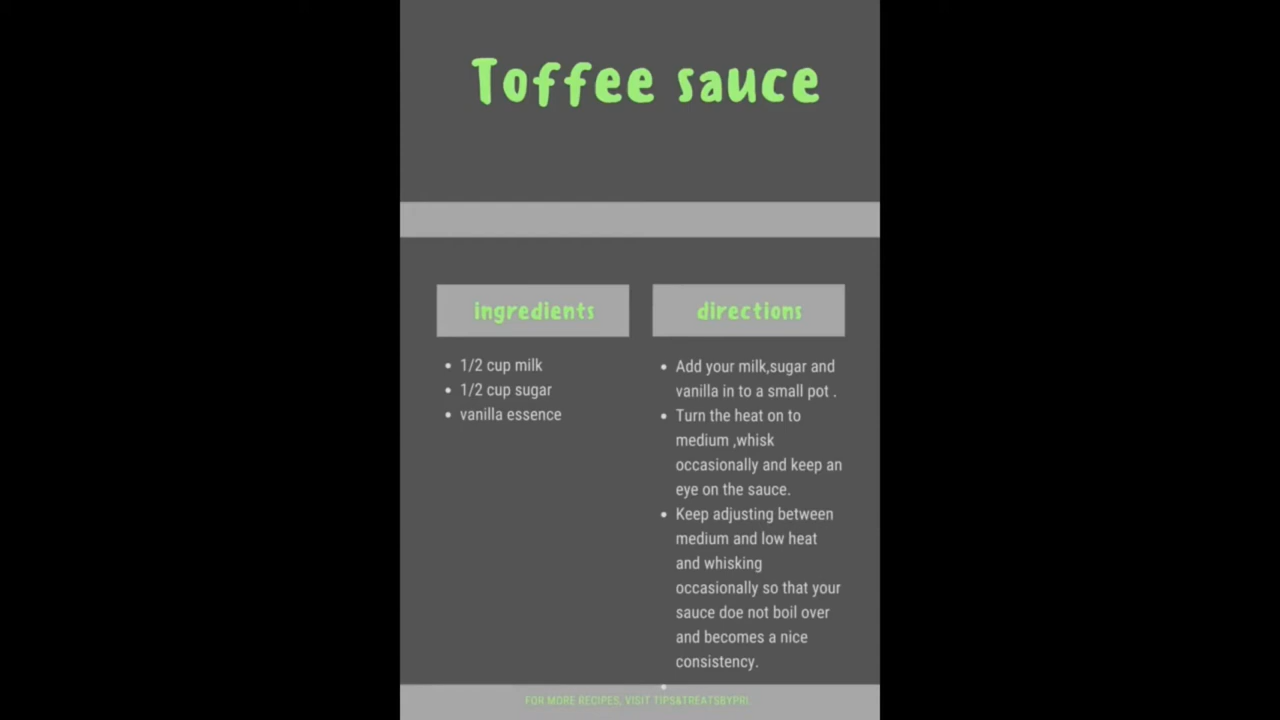 Toffee sauce
ingredients
1/2 cup milk
1/2 cup sugar
vanilla essence
directions
Add your milk,sugar and
vanilla in to a small pot .
Turn the heat on to
medium ,whisk
occasionally and keep an
eye on the sauce.
Keep adjusting between
medium and low heat
and whisking
occasionally so that your
sauce doe not boil over
and becomes a nice
consistency.
FOR MORE RECIPES, VISIT TIPS&TREATSBYPRI.